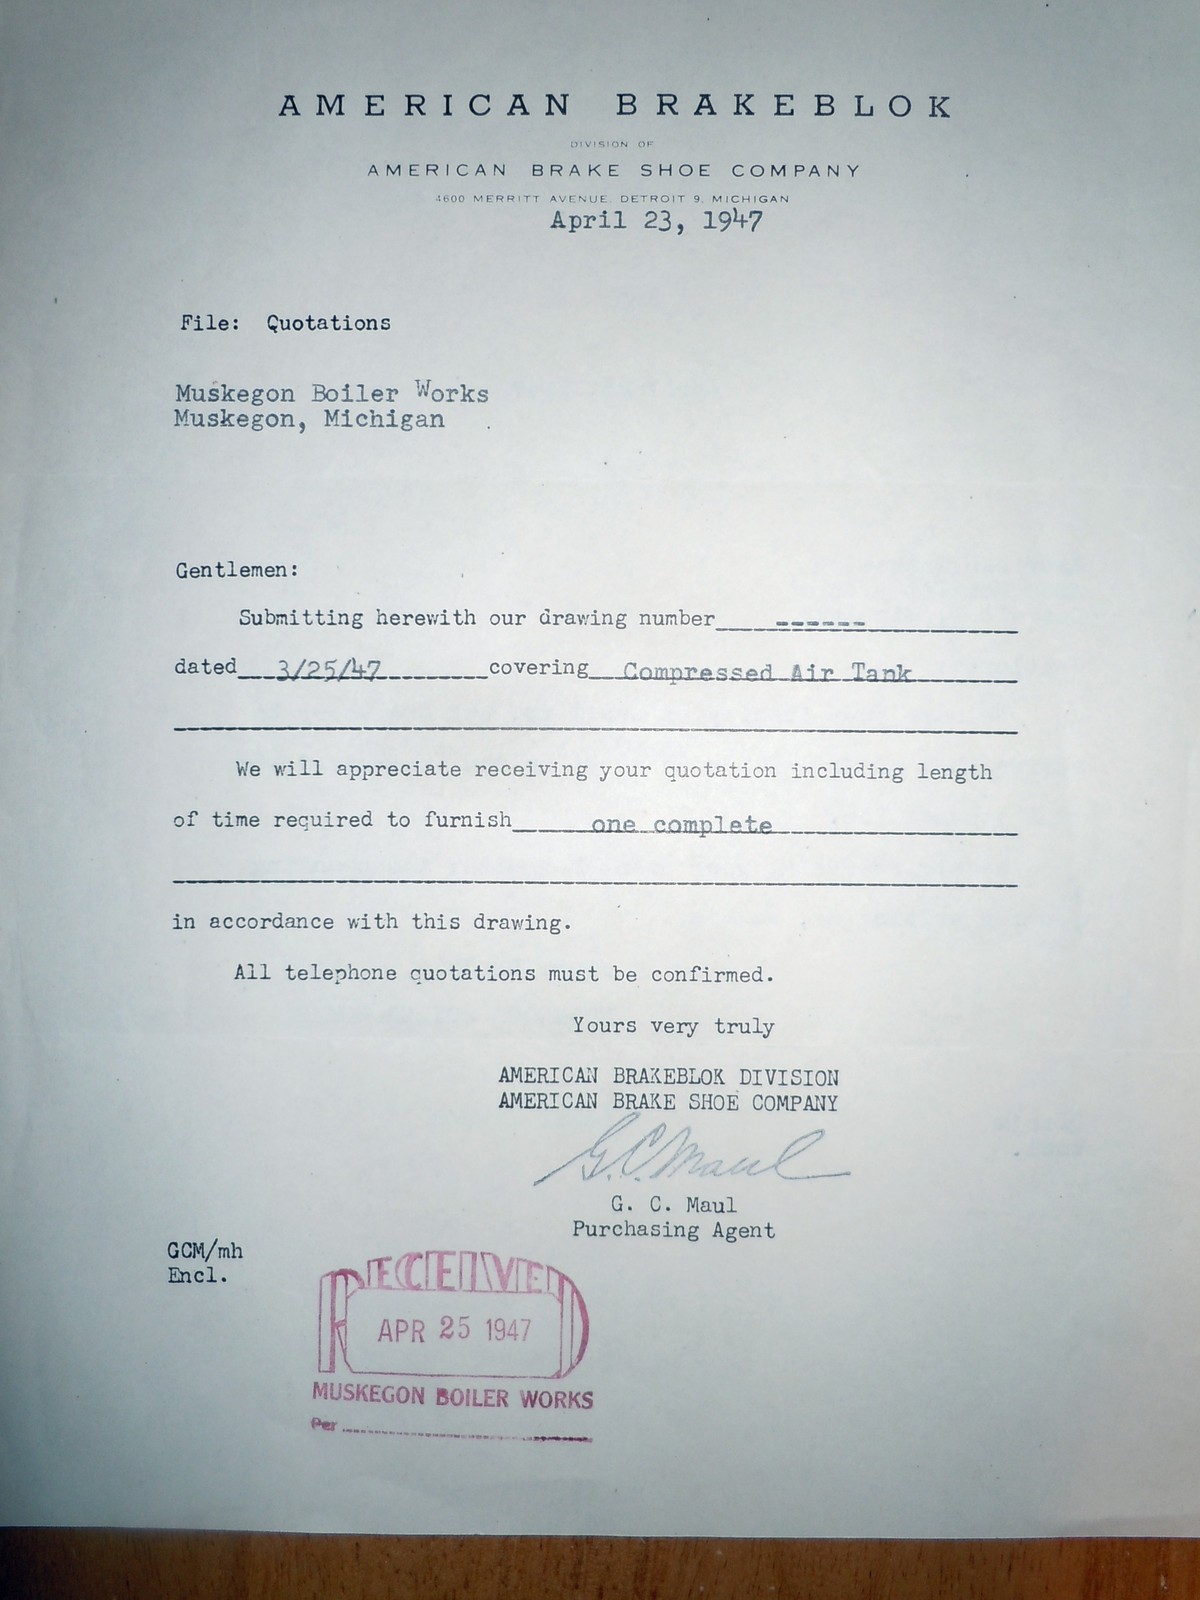 AMERICAN BRAKEBLOK
DIVISION OF
AMERICAN BRAKE SHOE COMPANY
4600 MERRITT AVENUE, DETROIT 9, MICHIGAN
April 23, 1947
File: Quotations
Muskegon Boiler Works
Muskegon, Michigan
Gentlemen:
Submitting herewith our drawing number ------
dated 3/25/47 covering Compressed Air Tank
We will appreciate receiving your quotation including length
of time required to furnish one complete
in accordance with this drawing.
All telephone quotations must be confirmed.
Yours very truly
AMERICAN BRAKEBLOK DIVISION
AMERICAN BRAKE SHOE COMPANY
G.C. Maul
G. C. Maul
Purchasing Agent
GCM/mh
Encl.
RECEIVED
APR 25 1947
MUSKEGON BOILER WORKS
Per